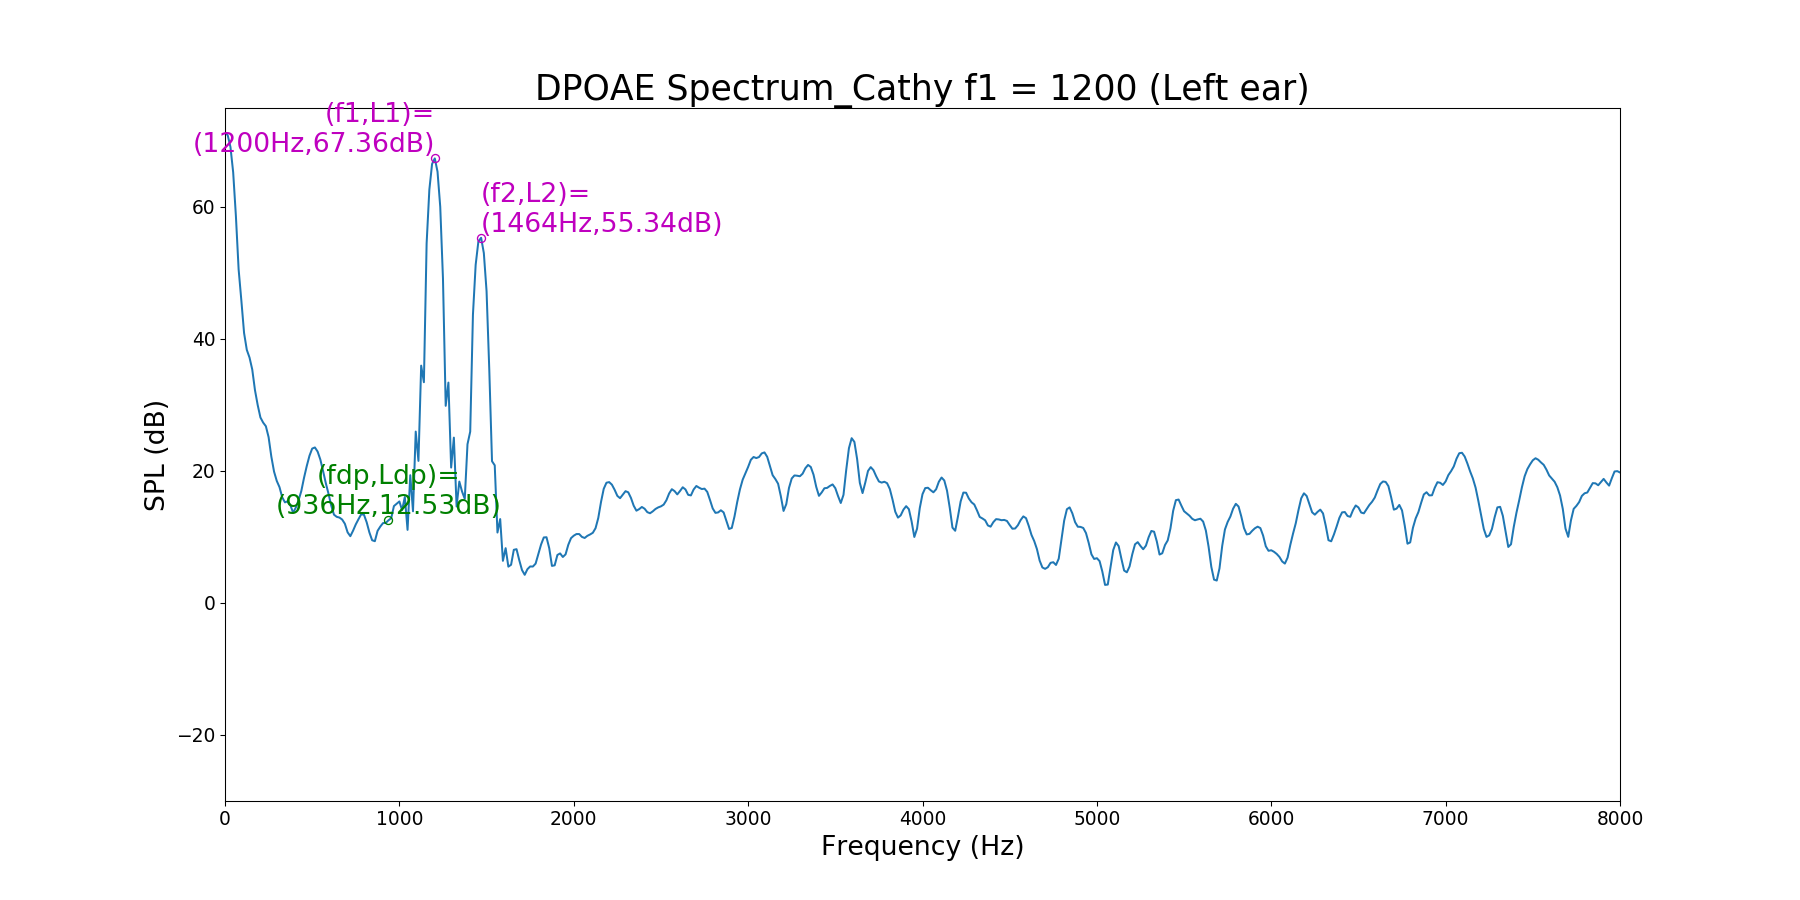 DPOAE Spectrum_Cathy f1 = 1200 (Left ear)
(f1,L1)=
(1200Hz,67.36dB)
(f2,L2)=
(1464Hz,55.34dB)
(fdp,Ldp)=
(936Hz,12.53dB)
SPL (dB)
60
40
20
0
−20
0 1000 2000 3000 4000 5000 6000 7000 8000
Frequency (Hz)